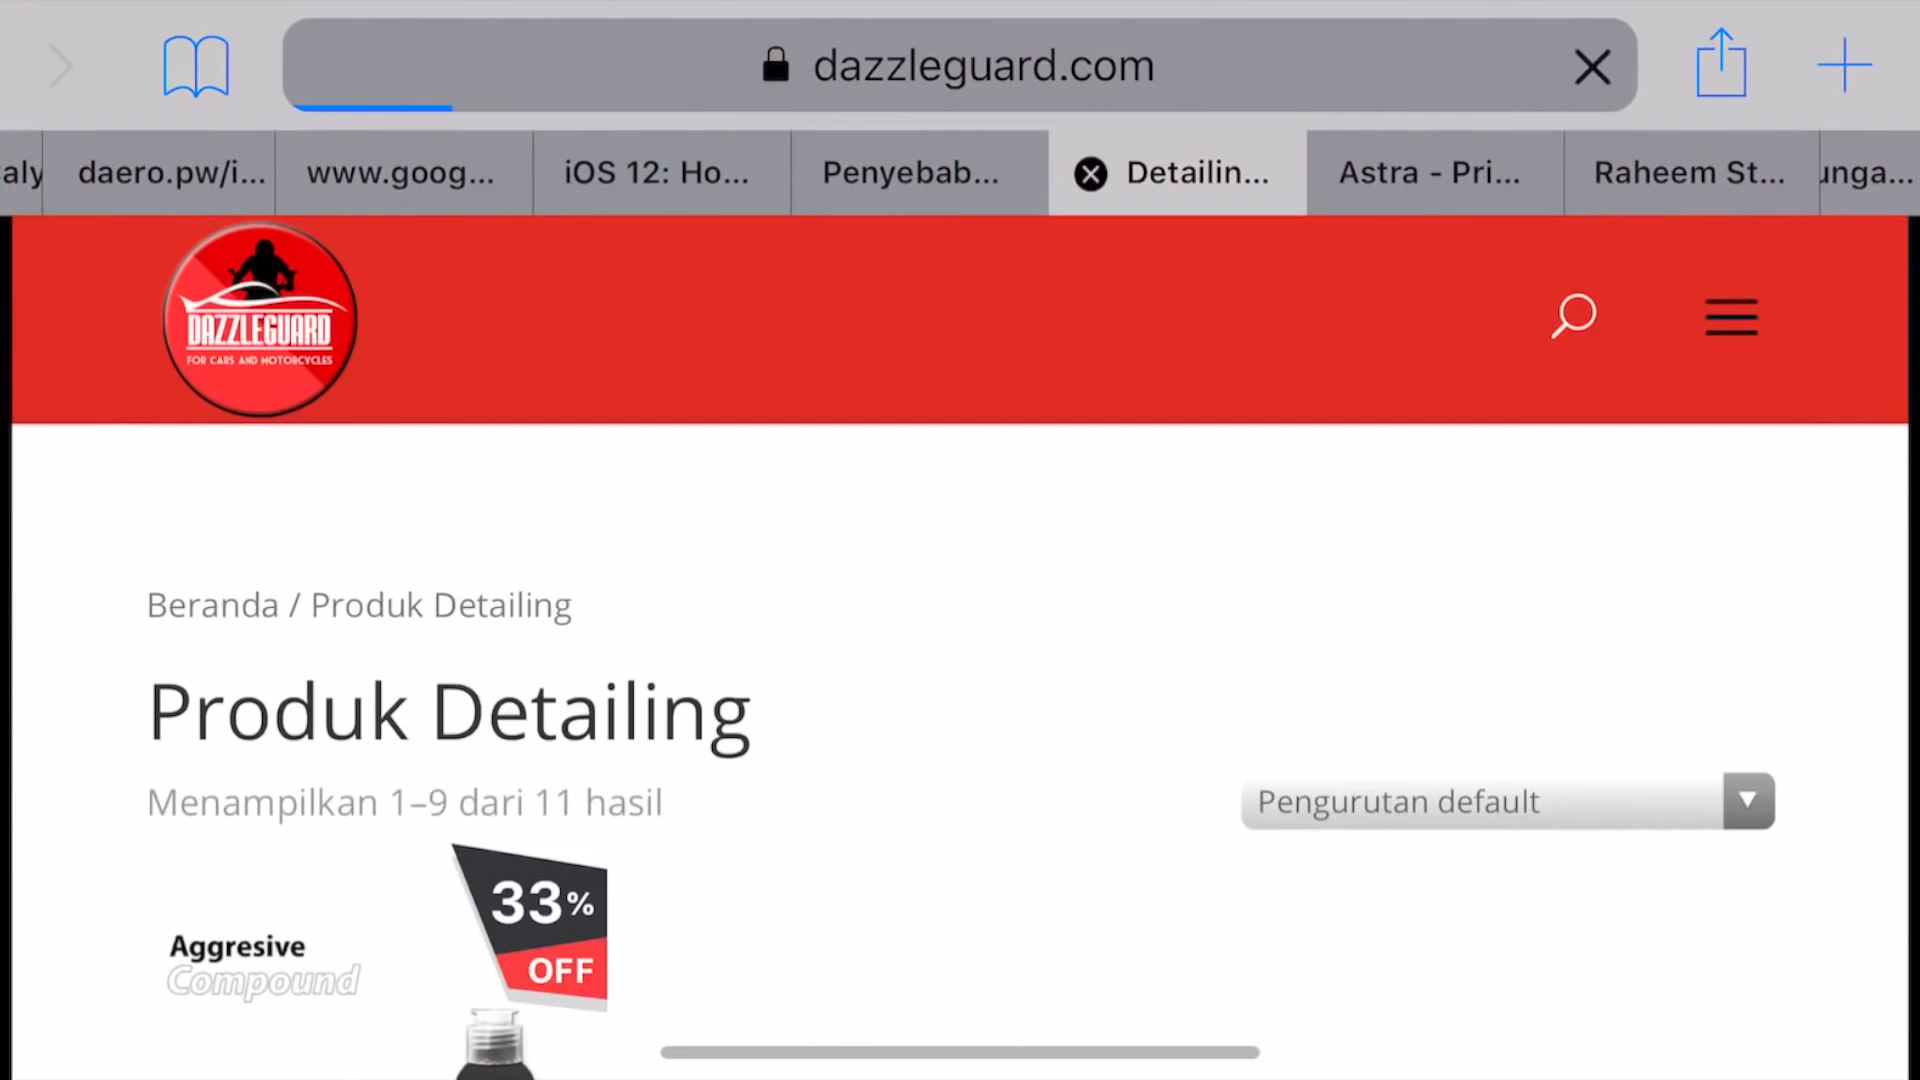 dazzleguard.com
aly
daero.pw/i...
www.goog...
iOS 12: Ho...
Penyebab...
Detailin...
Astra - Pri...
Raheem St...
unga...
DAZZLEGUARD
FOR CARS AND MOTORCYCLES
Beranda / Produk Detailing
Produk Detailing
Menampilkan 1–9 dari 11 hasil
Pengurutan default
33%
OFF
Aggresive
Compound